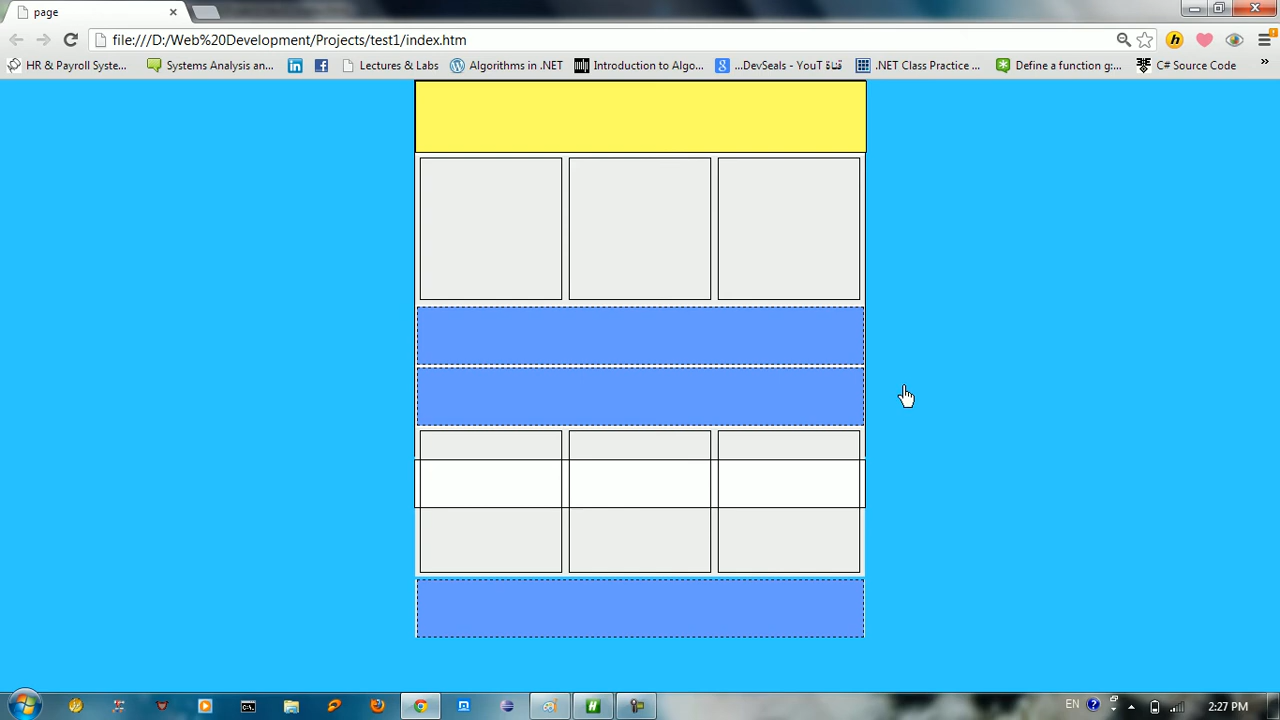 page
file:///D:/Web%20Development/Projects/test1/index.htm
HR & Payroll Syste... Systems Analysis an... Lectures & Labs Algorithms in .NET Introduction to Algo... ...DevSeals - YouT قناة .NET Class Practice ... Define a function g:... C# Source Code »
EN 2:27 PM